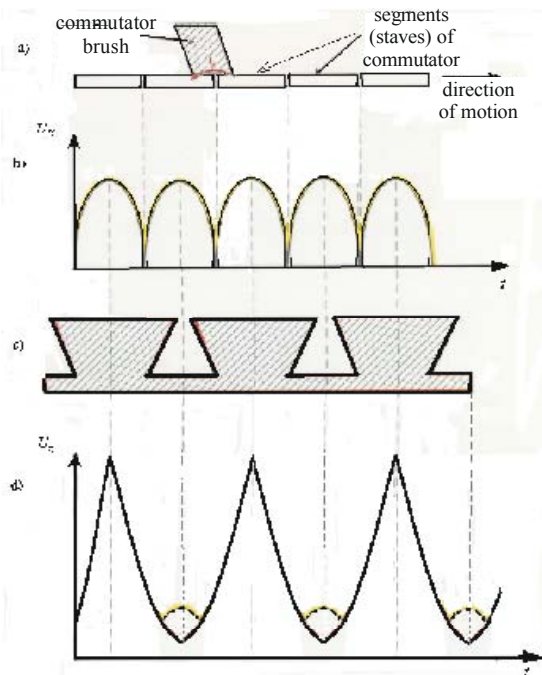 commutator
brush
segments
(staves) of
commutator
a)
direction
of motion
b)
t
c)
d)
t